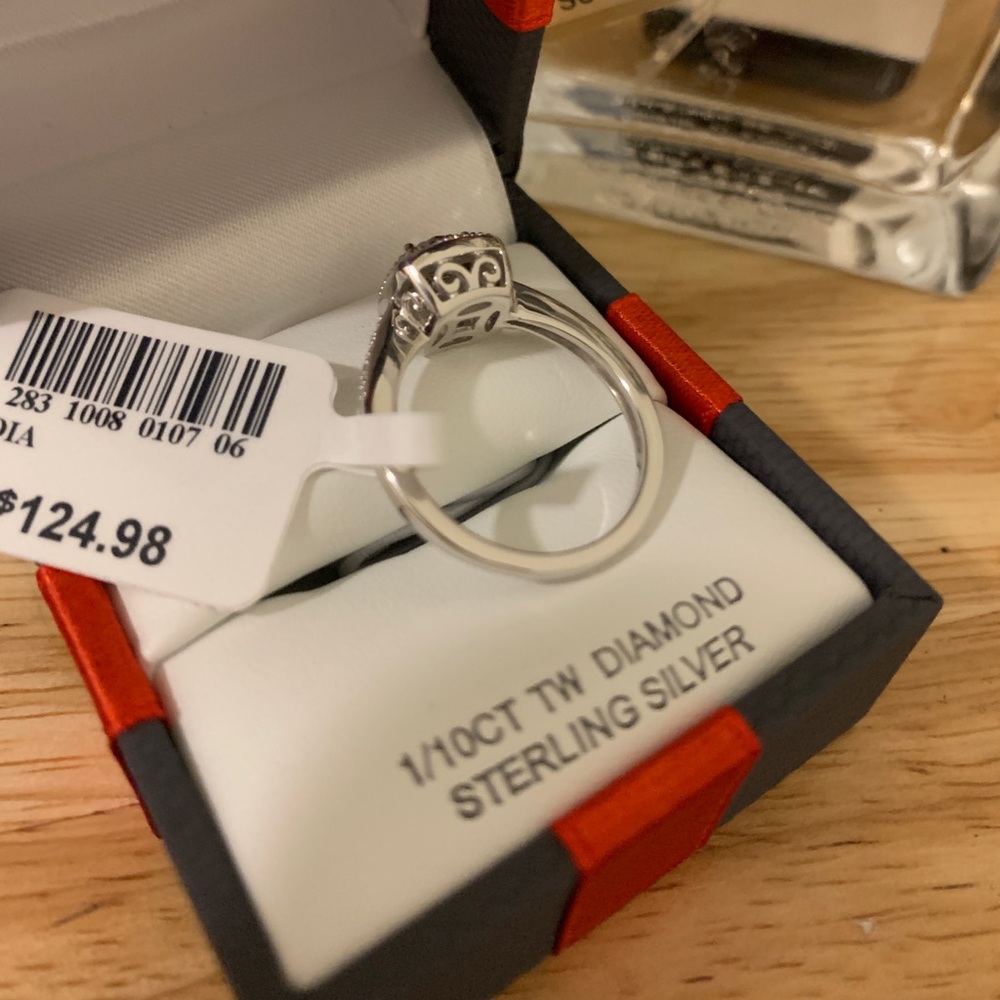 283 1008 0107 06
DIA
$124.98
1/10CT TW DIAMOND
STERLING SILVER